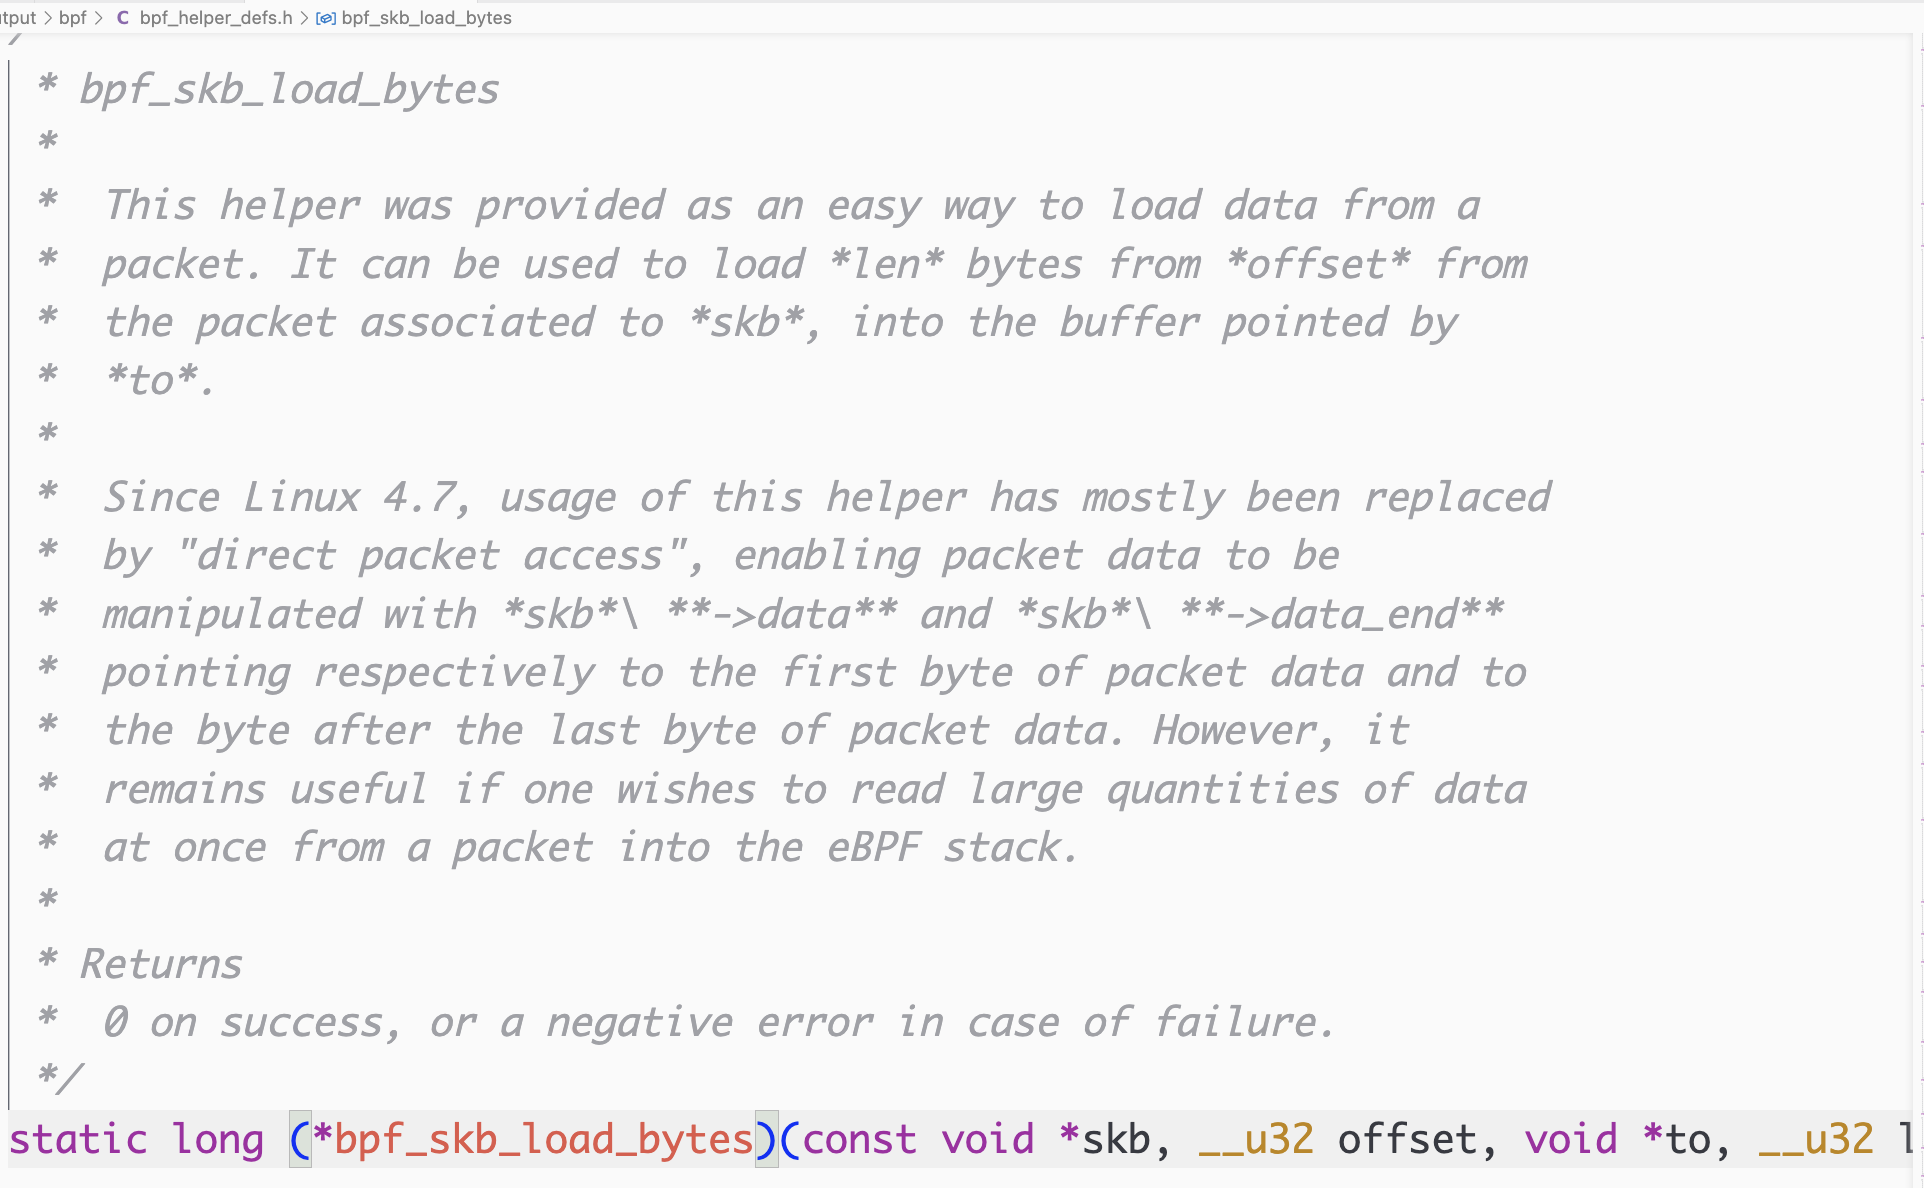 bpf > C bpf_helper_defs.h > bpf_skb_load_bytes
* bpf_skb_load_bytes
*
*  This helper was provided as an easy way to load data from a
*  packet. It can be used to load *len* bytes from *offset* from
*  the packet associated to *skb*, into the buffer pointed by
*  *to*.
*
*  Since Linux 4.7, usage of this helper has mostly been replaced
*  by "direct packet access", enabling packet data to be
*  manipulated with *skb*\ **->data** and *skb*\ **->data_end**
*  pointing respectively to the first byte of packet data and to
*  the byte after the last byte of packet data. However, it
*  remains useful if one wishes to read large quantities of data
*  at once from a packet into the eBPF stack.
*
* Returns
*  0 on success, or a negative error in case of failure.
*/
static long (*bpf_skb_load_bytes)(const void *skb, __u32 offset, void *to, __u32